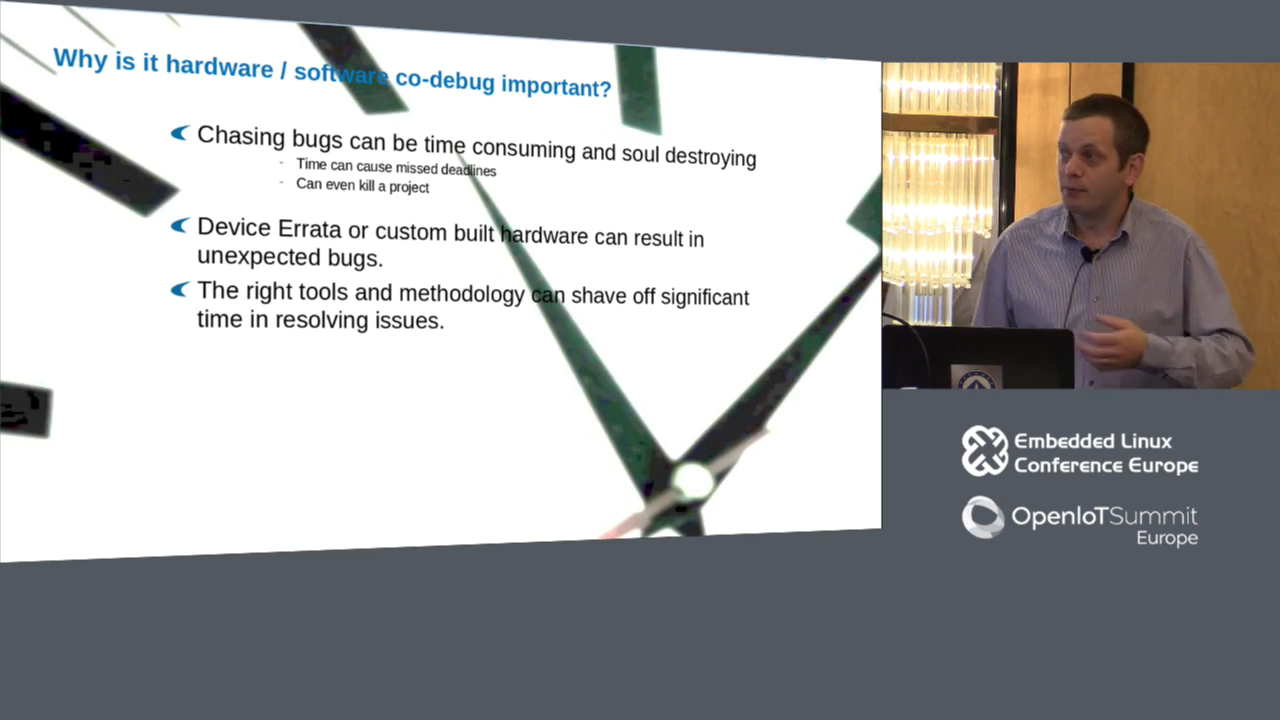 Why is it hardware / software co-debug important?
Chasing bugs can be time consuming and soul destroying
- Time can cause missed deadlines
- Can even kill a project
Device Errata or custom built hardware can result in
unexpected bugs.
The right tools and methodology can shave off significant
time in resolving issues.
Embedded Linux
Conference Europe
OpenIoTSummit
Europe